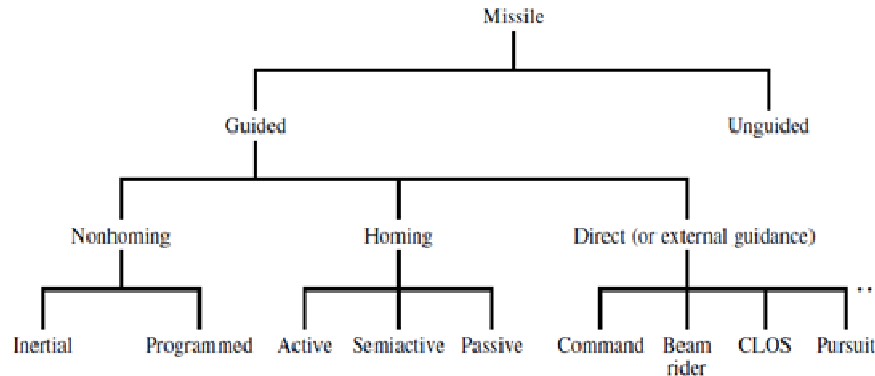 Missile
Guided Unguided
Nonhoming Homing Direct (or external guidance)
Inertial Programmed Active Semiactive Passive Command Beam CLOS Pursuit
rider